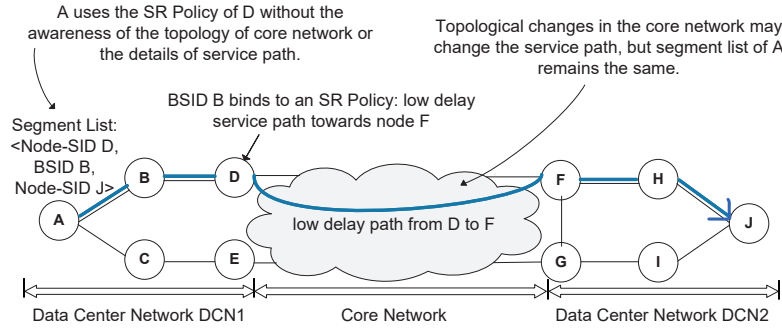 A uses the SR Policy of D without the
awareness of the topology of core network or
the details of service path.
Topological changes in the core network may
change the service path, but segment list of A
remains the same.
BSID B binds to an SR Policy: low delay
service path towards node F
Segment List:
<Node-SID D,
BSID B,
Node-SID J>
B
D
F
H
A
low delay path from D to F
J
C
E
G
I
Data Center Network DCN1
Core Network
Data Center Network DCN2